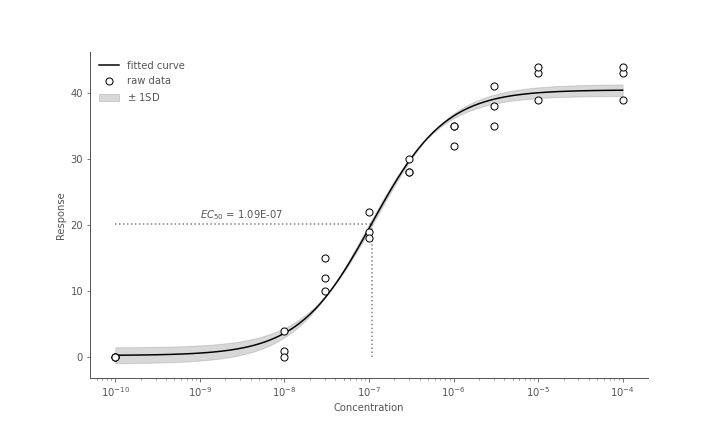 fitted curve
raw data
± 1SD
40
30
20
10
0
Response
EC50 = 1.09E-07
10−10
10−9
10−8
10−7
10−6
10−5
10−4
Concentration